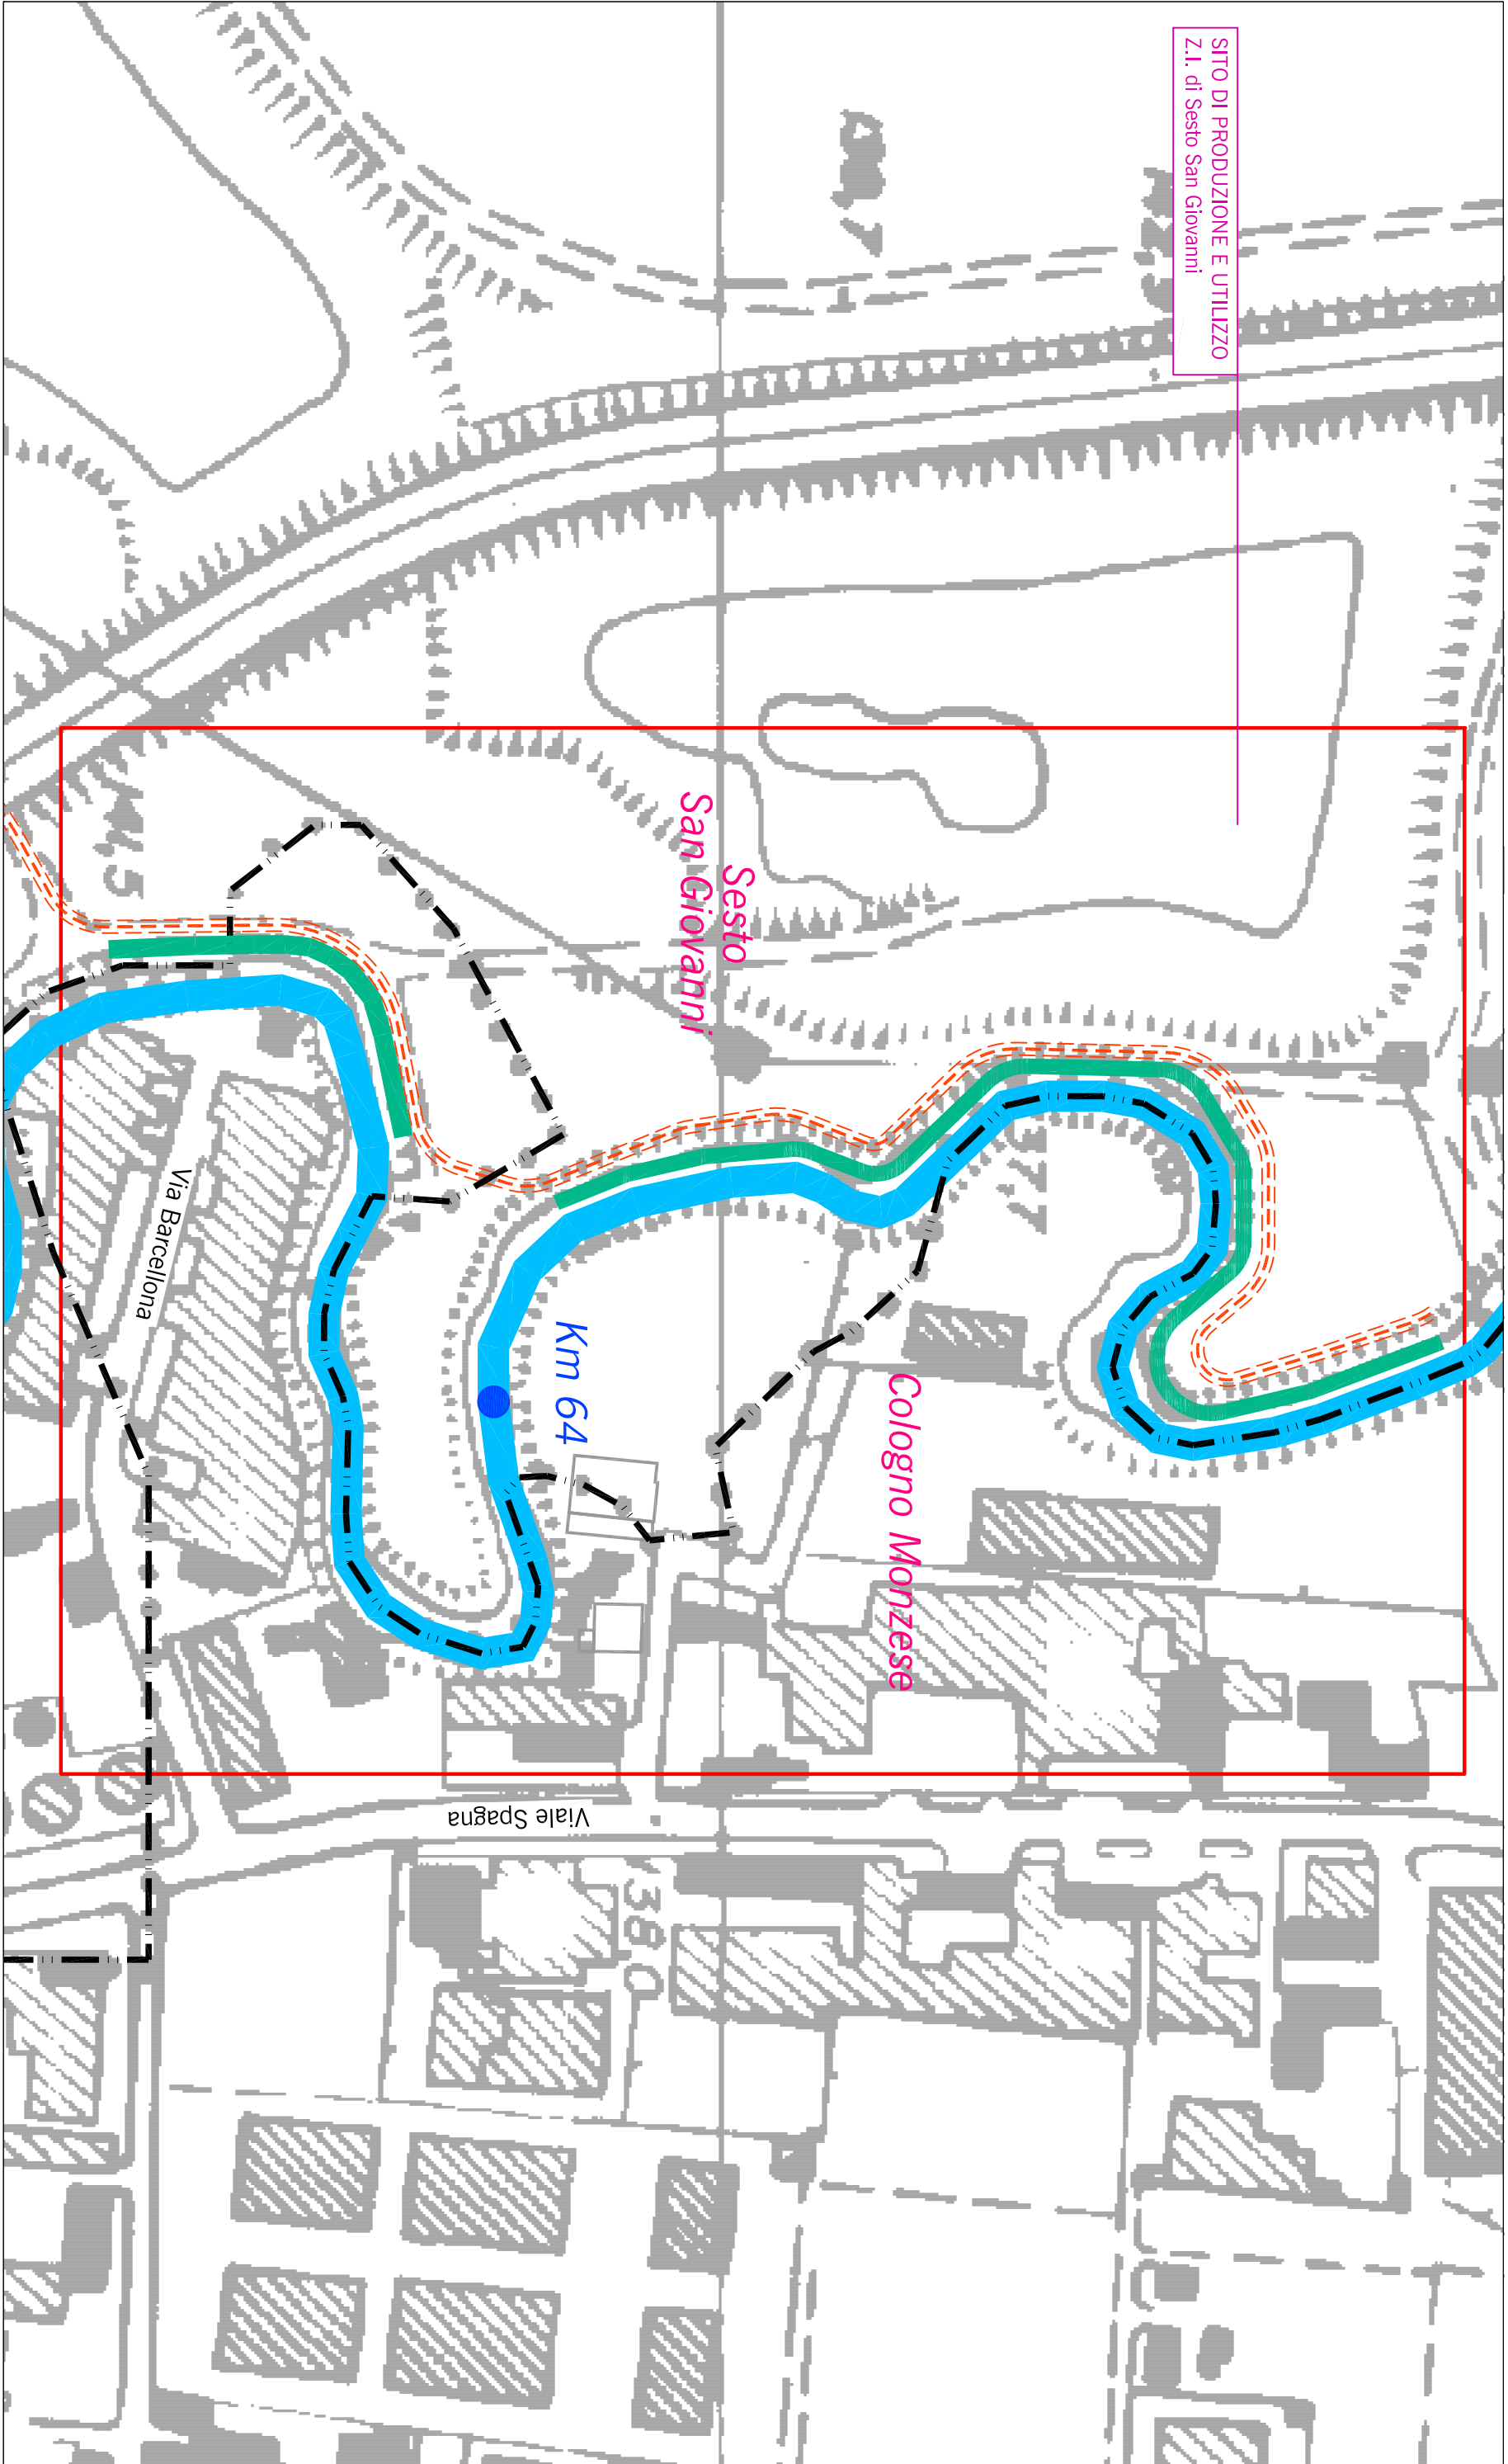 SITO DI PRODUZIONE E UTILIZZO
Z.I. di Sesto San Giovanni
Sesto
San Giovanni
Cologno Monzese
Km 64
Via Barcellona
Viale Spagna